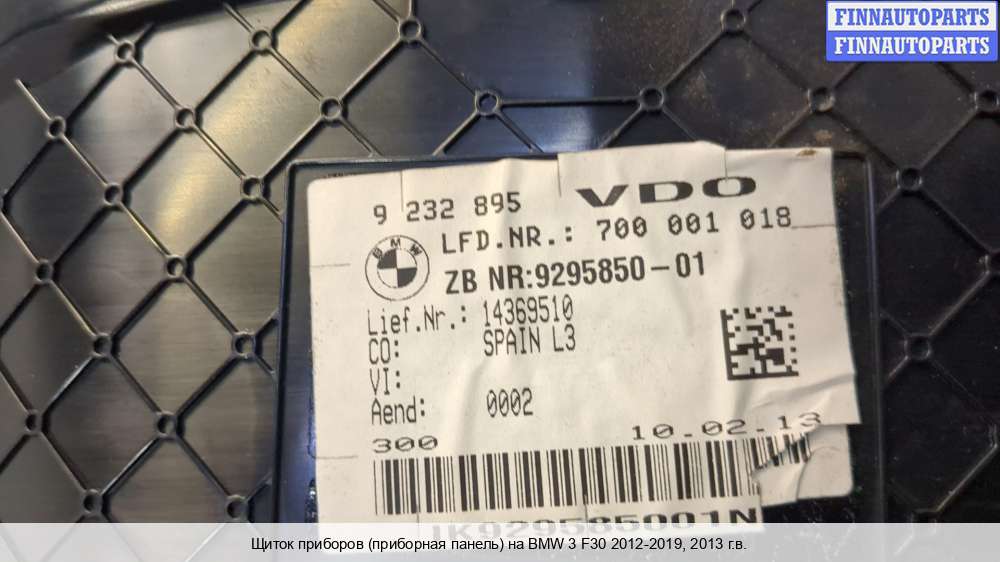 FINNAUTOPARTS
FINNAUTOPARTS
9 232 895 VDO
LFD.NR.: 700 001 018
BMW
ZB NR:9295850-01
Lief.Nr.: 14369510
CO: SPAIN L3
VI:
Aend: 0002
300 10.02.13
IK929585001N
Щиток приборов (приборная панель) на BMW 3 F30 2012-2019, 2013 г.в.